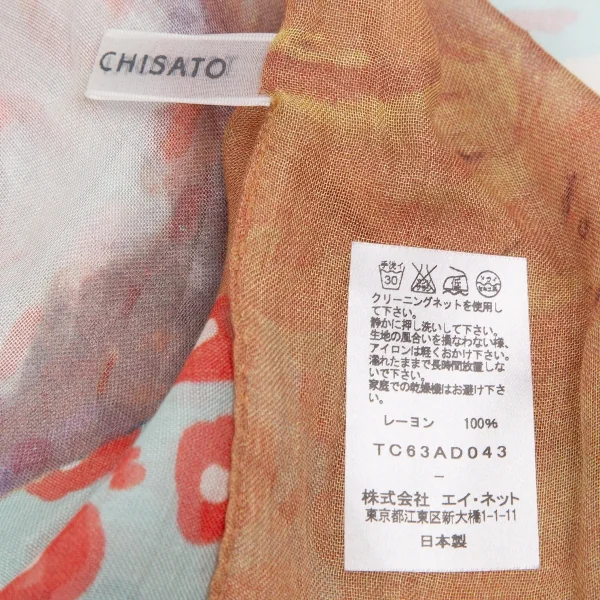 CHISATO
手洗イ
30
低
クリーニングネットを使用し
て下さい。
静かに押し洗いして下さい。
生地の風合いを損なわない様、
アイロンは軽くおかけ下さい。
濡れたままで長時間放置しな
いで下さい。
家庭での乾燥機はお避け下さ
い。
レーヨン 100%
TC63AD043
–
株式会社 エイ・ネット
東京都江東区新大橋1-1-11
日本製